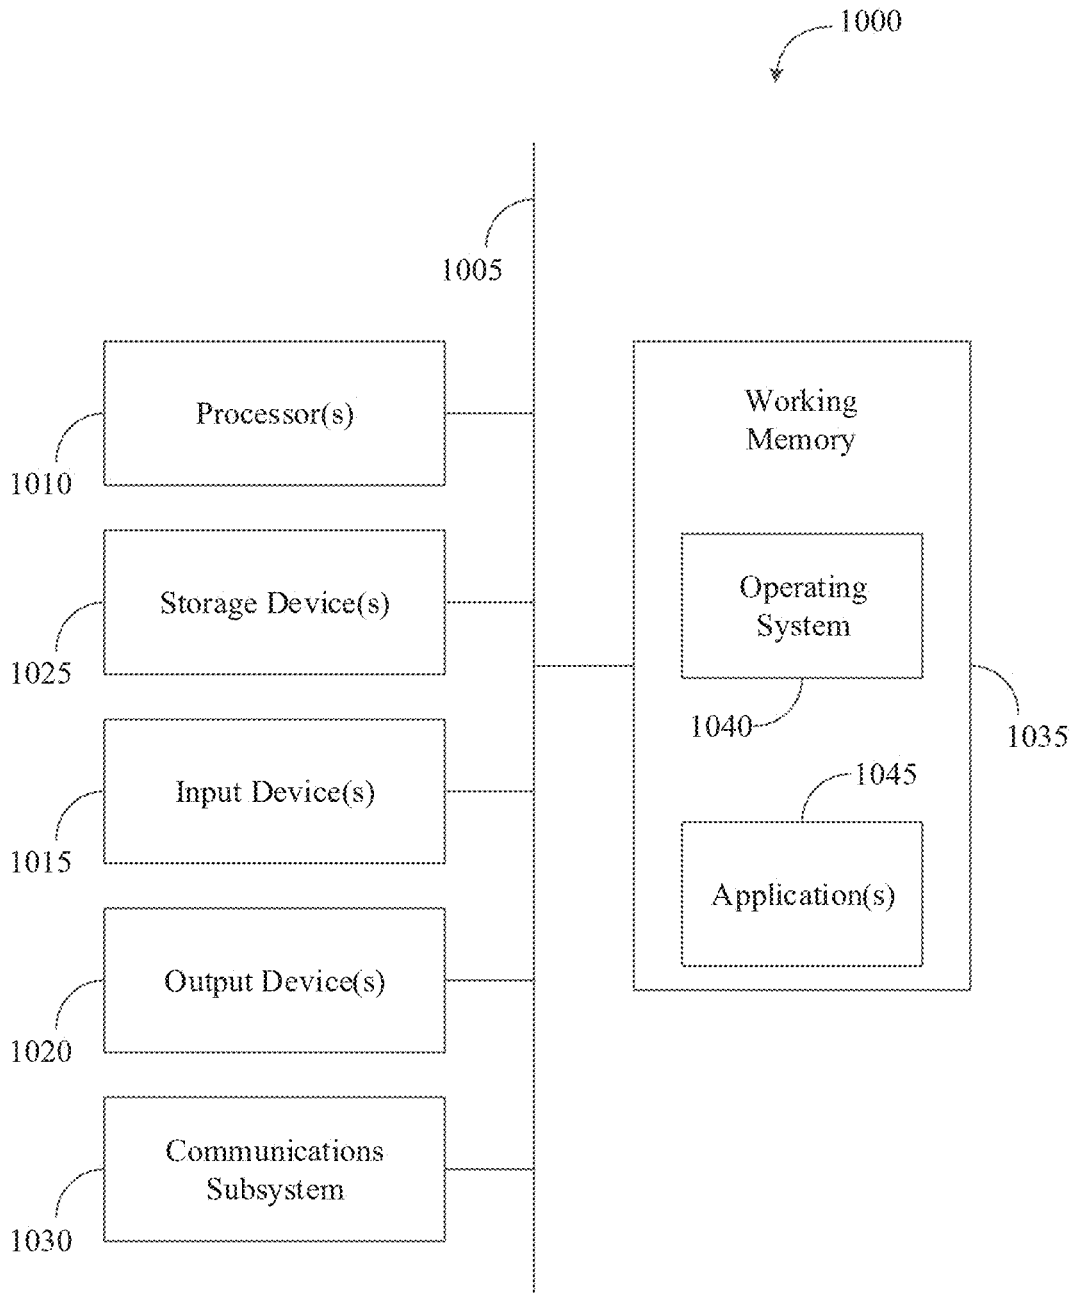 1000
1005
Processor(s)
1010
Storage Device(s)
1025
Input Device(s)
1015
Output Device(s)
1020
Communications
Subsystem
1030
Working
Memory
Operating
System
1040
1035
1045
Application(s)